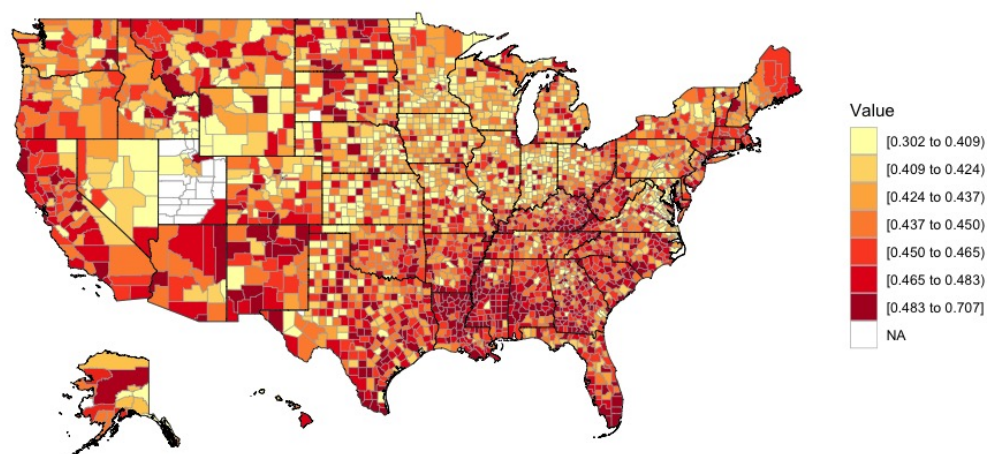 Value
[0.302 to 0.409)
[0.409 to 0.424)
[0.424 to 0.437)
[0.437 to 0.450)
[0.450 to 0.465)
[0.465 to 0.483)
[0.483 to 0.707]
NA